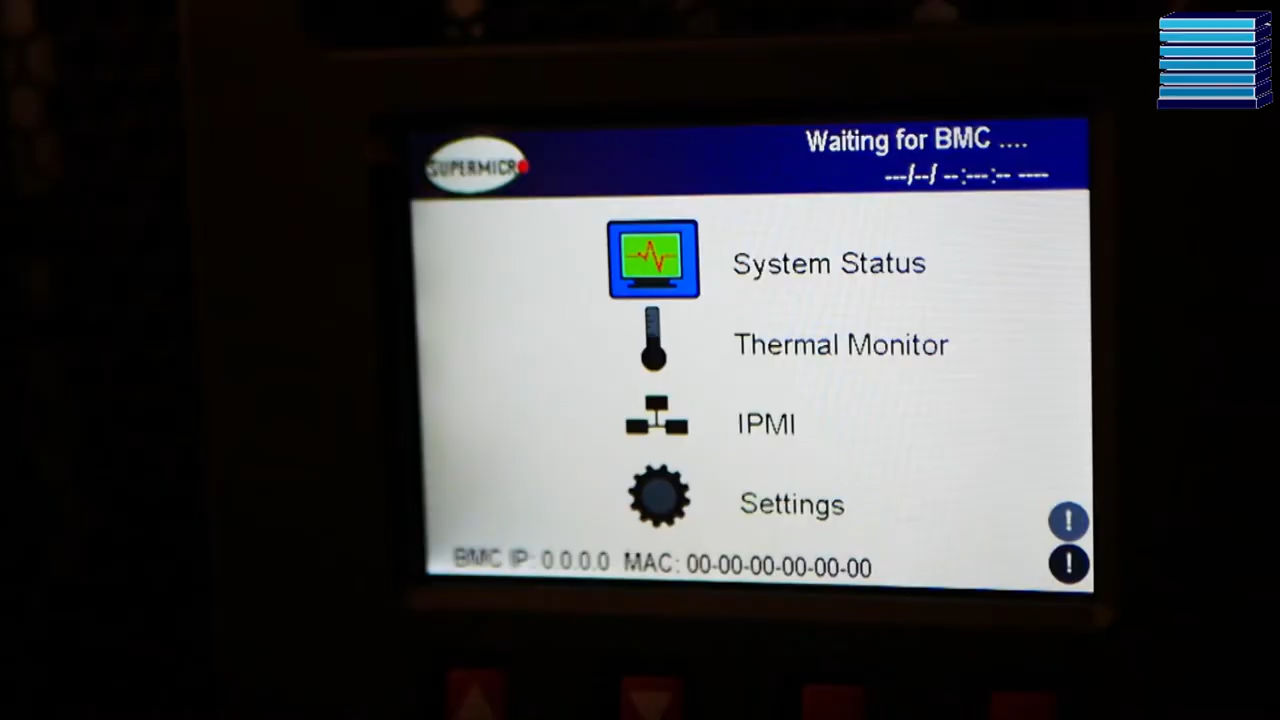 SUPERMICR
Waiting for BMC ....
---/--/ --:---:-- ----
System Status
Thermal Monitor
IPMI
Settings
!
BMC IP: 0.0.0.0 MAC: 00-00-00-00-00-00
!